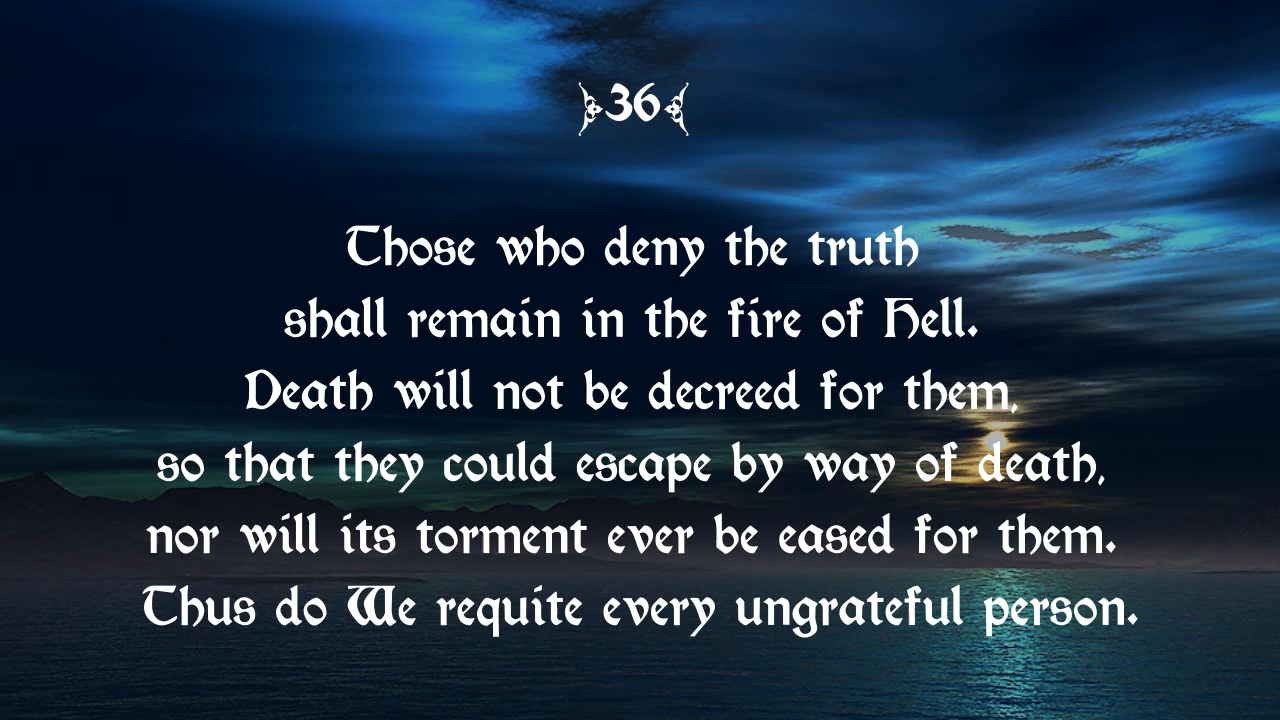 36
Those who deny the truth
shall remain in the fire of Hell.
Death will not be decreed for them,
so that they could escape by way of death,
nor will its torment ever be eased for them.
Thus do We requite every ungrateful person.